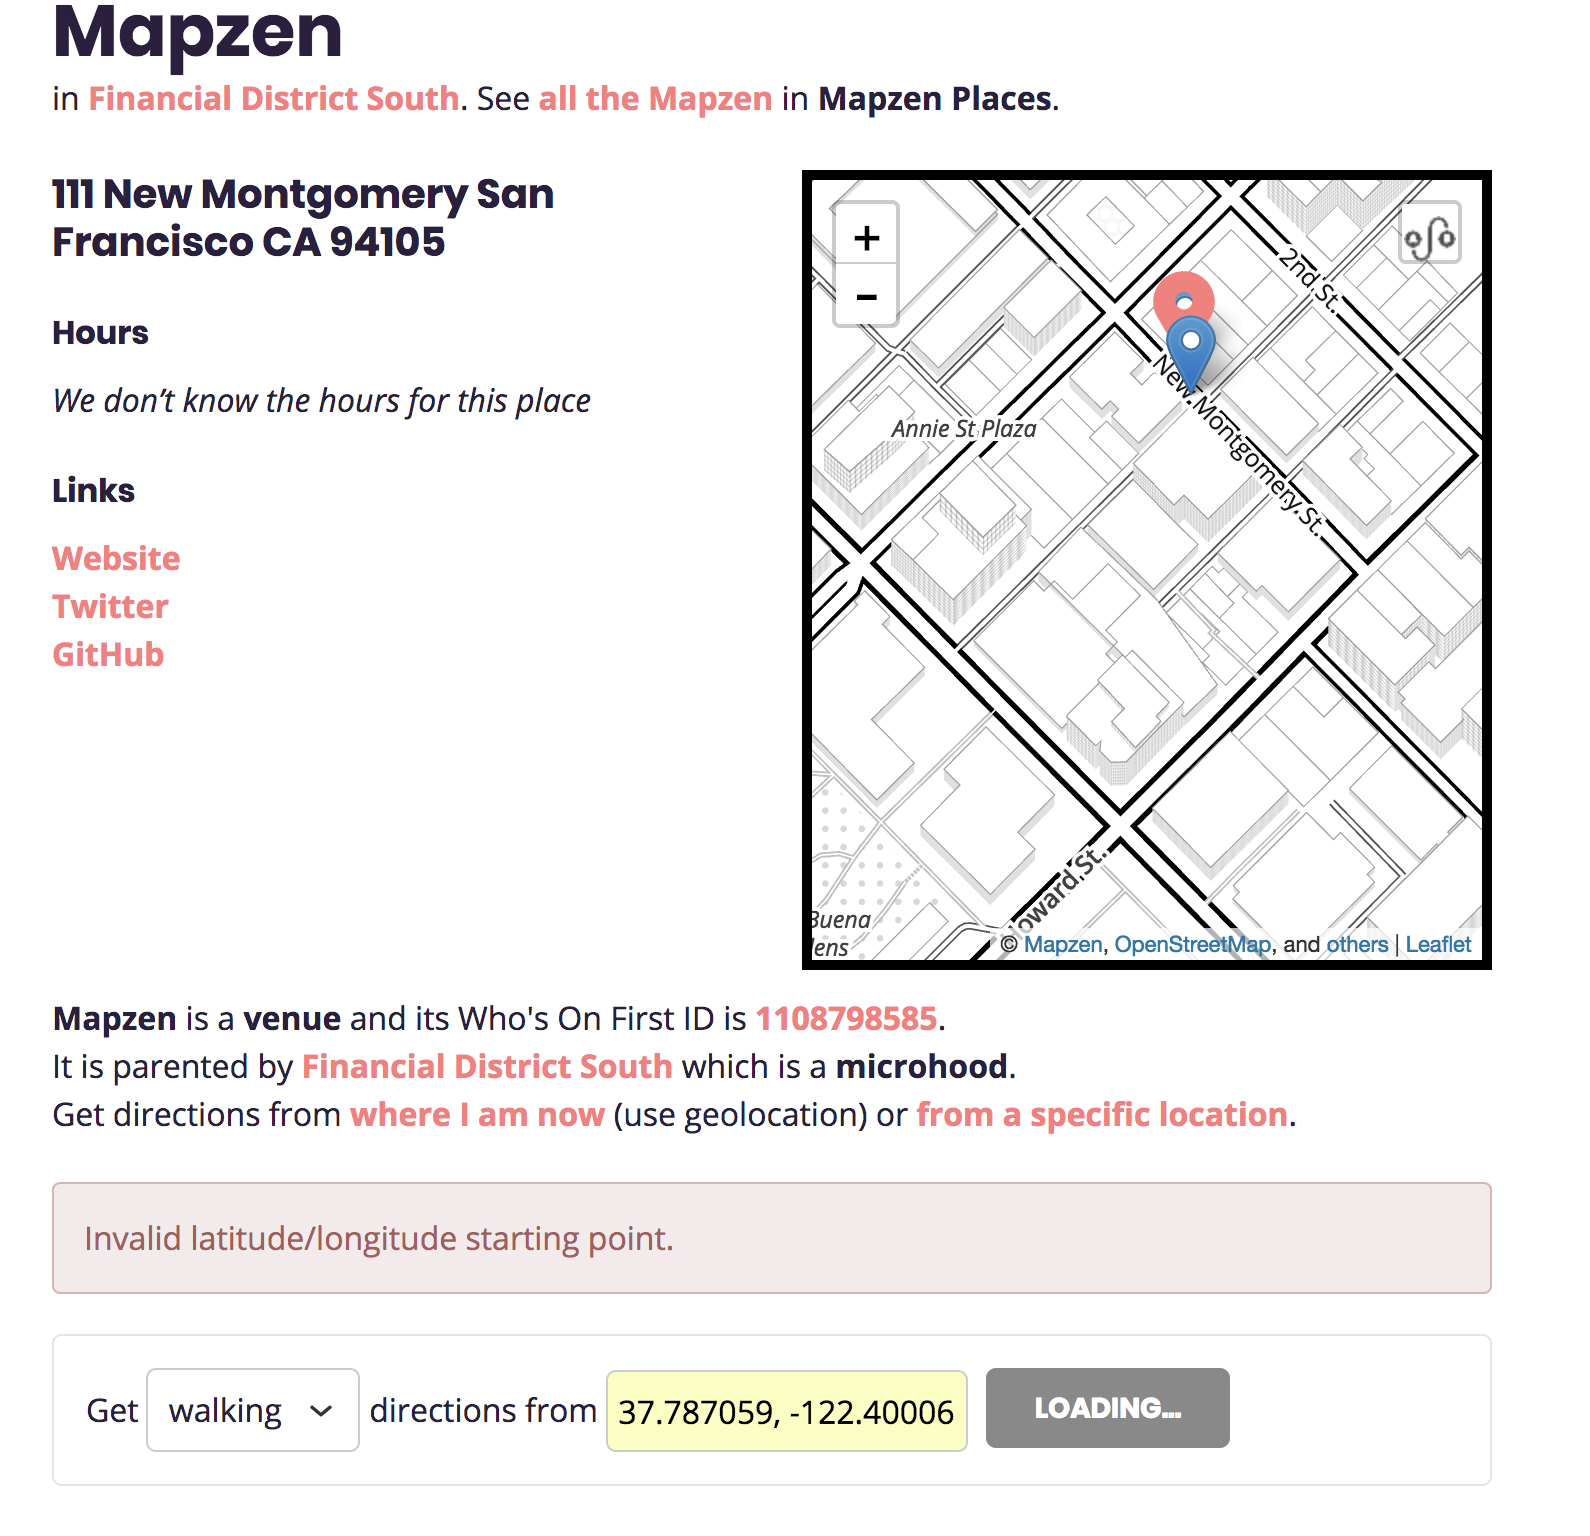 Mapzen
in Financial District South. See all the Mapzen in Mapzen Places.
111 New Montgomery San
Francisco CA 94105
Hours
We don’t know the hours for this place
Links
Website
Twitter
GitHub
+
−
2nd St.
New Montgomery St.
Annie St Plaza
Howard St.
Buena
© Mapzen, OpenStreetMap, and others | Leaflet
Mapzen is a venue and its Who's On First ID is 1108798585.
It is parented by Financial District South which is a microhood.
Get directions from where I am now (use geolocation) or from a specific location.
Invalid latitude/longitude starting point.
Get walking directions from 37.787059, -122.40006 LOADING...